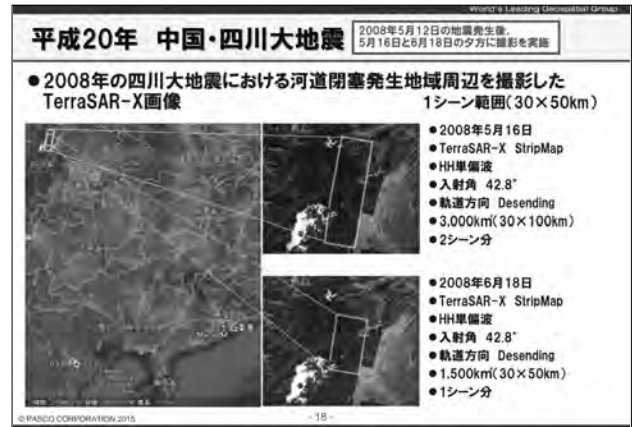 World's Leading Geospatial Group
平成20年 中国・四川大地震
2008年5月12日の地震発生後、
5月16日と6月18日の夕方に撮影を実施
●2008年の四川大地震における河道閉塞発生地域周辺を撮影した
TerraSAR-X画像
1シーン範囲(30×50km)
●2008年5月16日
●TerraSAR-X StripMap
●HH単偏波
●入射角 42.8°
●軌道方向 Desending
●3,000k㎡(30×100km)
●2シーン分
●2008年6月18日
●TerraSAR-X StripMap
●HH単偏波
●入射角 42.8°
●軌道方向 Desending
●1,500k㎡(30×50km)
●1シーン分
© PASCO CORPORATION 2015
- 18 -